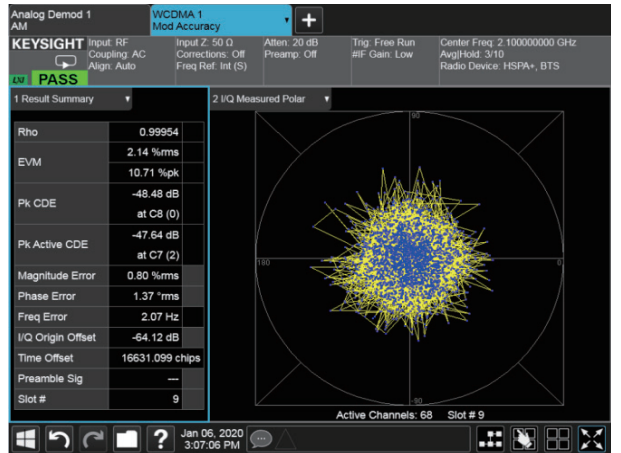 Analog Demod 1
AM
WCDMA 1
Mod Accuracy
KEYSIGHT
Input: RF
Coupling: AC
Align: Auto
Input Z: 50 Ω
Corrections: Off
Freq Ref: Int (S)
Atten: 20 dB
Preamp: Off
Trig: Free Run
#IF Gain: Low
Center Freq: 2.100000000 GHz
Avg|Hold: 3/10
Radio Device: HSPA+, BTS
LXI
PASS
1 Result Summary
2 I/Q Measured Polar
Rho 0.99954
EVM 2.14 %rms
10.71 %pk
Pk CDE -48.48 dB
at C8 (0)
Pk Active CDE -47.64 dB
at C7 (2)
Magnitude Error 0.80 %rms
Phase Error 1.37 °rms
Freq Error 2.07 Hz
I/Q Origin Offset -64.12 dB
Time Offset 16631.099 chips
Preamble Sig ---
Slot # 9
90
180
0
-90
Active Channels: 68 Slot # 9
?
Jan 06, 2020
3:07:06 PM